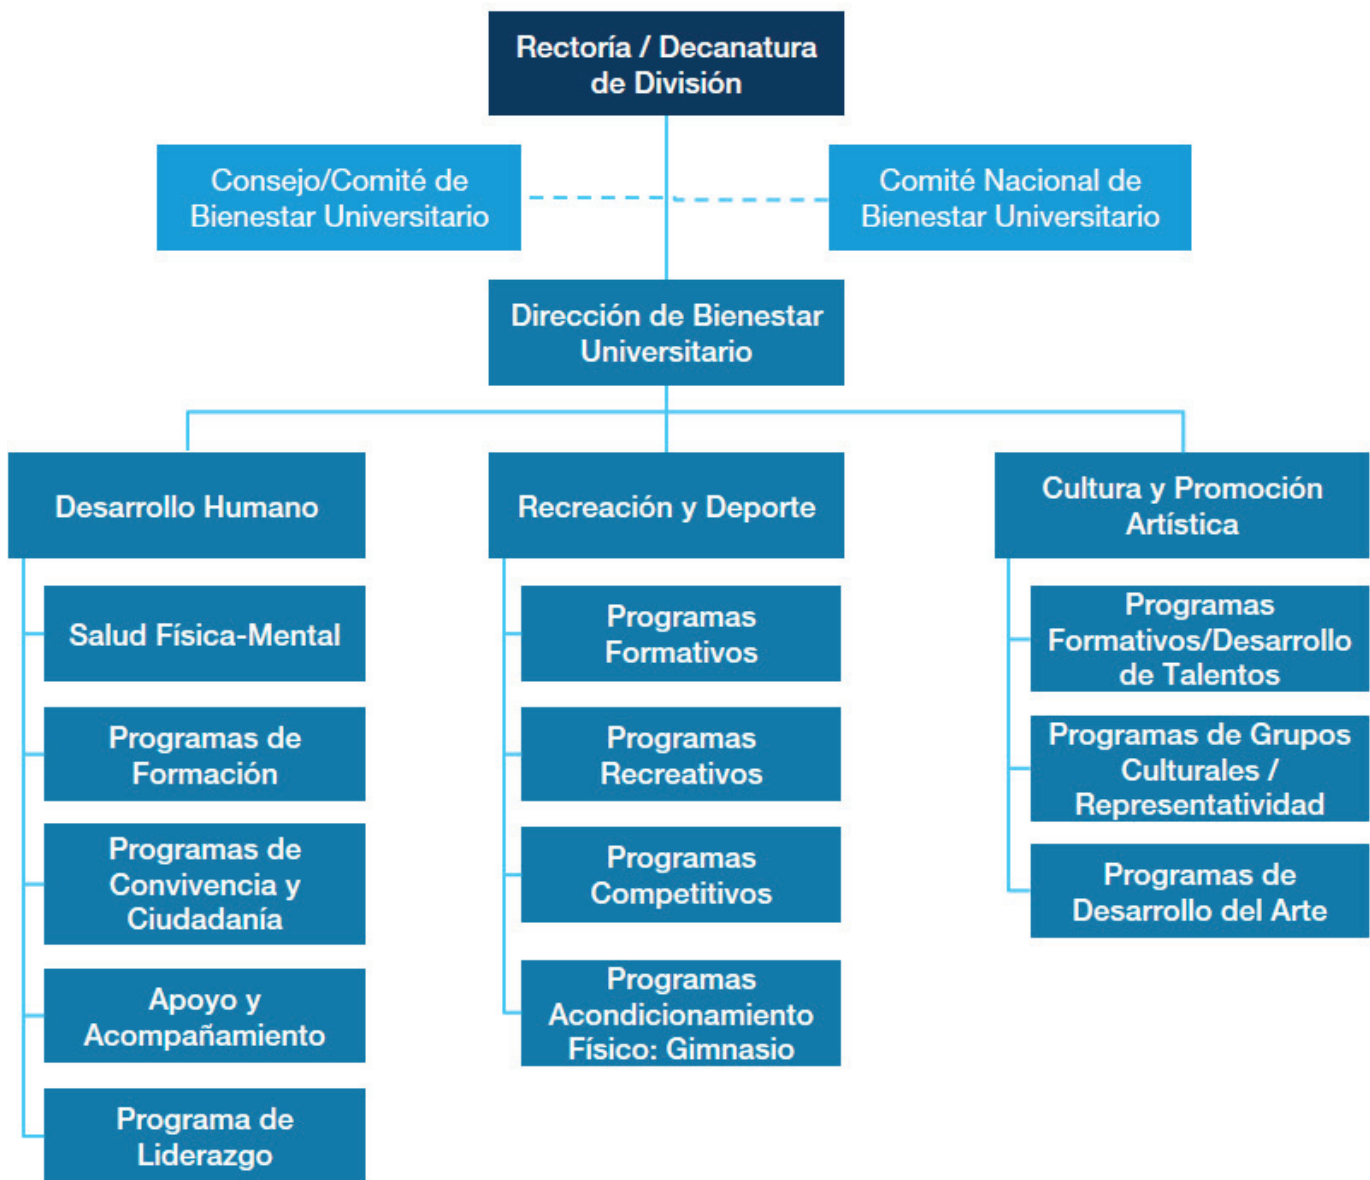 Rectoría / Decanatura
de División
Consejo/Comité de
Bienestar Universitario
Comité Nacional de
Bienestar Universitario
Dirección de Bienestar
Universitario
Desarrollo Humano
Salud Física-Mental
Programas de
Formación
Programas de
Convivencia y
Ciudadanía
Apoyo y
Acompañamiento
Programa de
Liderazgo
Recreación y Deporte
Programas
Formativos
Programas
Recreativos
Programas
Competitivos
Programas
Acondicionamiento
Físico: Gimnasio
Cultura y Promoción
Artística
Programas
Formativos/Desarrollo
de Talentos
Programas de Grupos
Culturales /
Representatividad
Programas de
Desarrollo del Arte